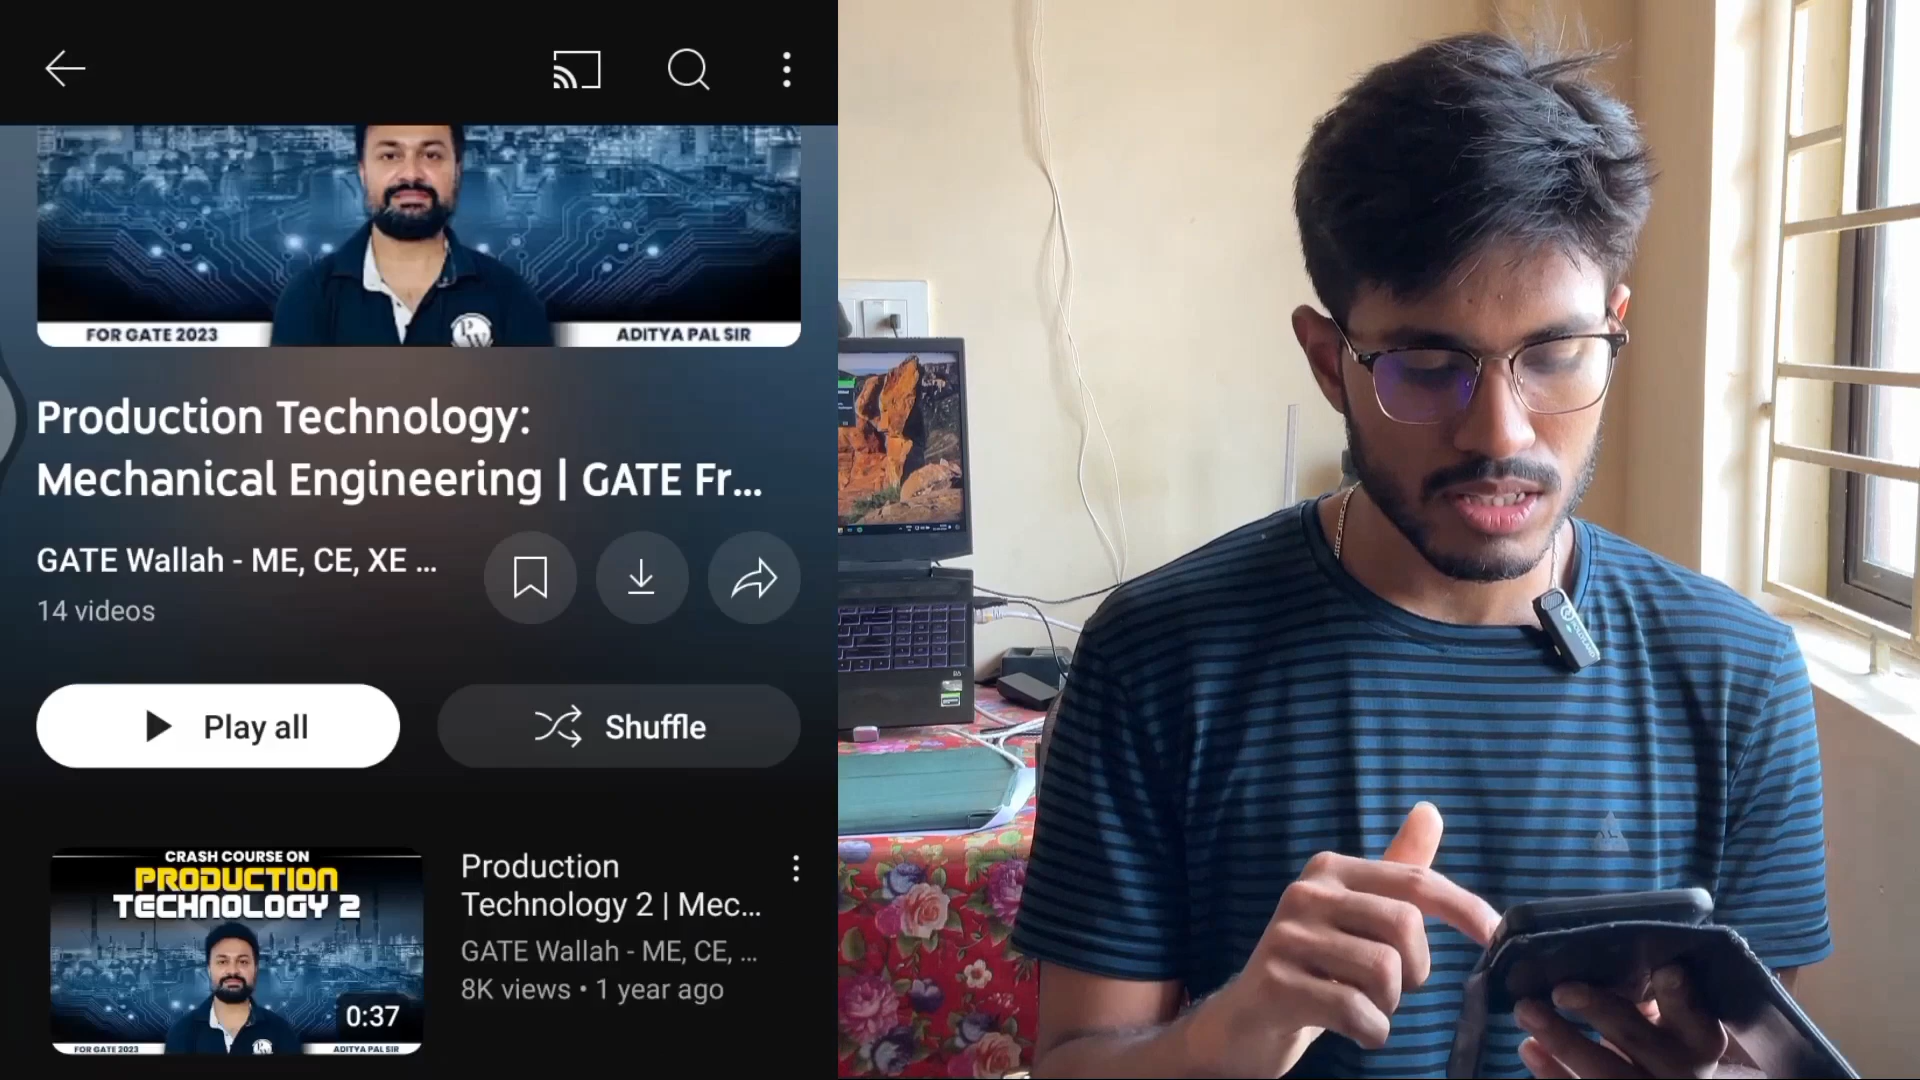 FOR GATE 2023
ADITYA PAL SIR
Production Technology:
Mechanical Engineering | GATE Fr...
GATE Wallah - ME, CE, XE ...
14 videos
Play all
Shuffle
CRASH COURSE ON
PRODUCTION
TECHNOLOGY 2
0:37
FOR GATE 2023
ADITYA PAL SIR
Production
Technology 2 | Mec...
GATE Wallah - ME, CE, ...
8K views • 1 year ago
HOLLYLAND